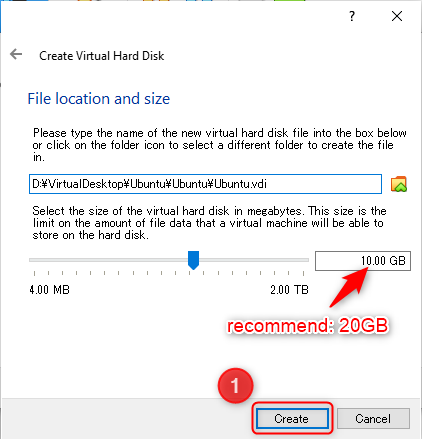 ?
Create Virtual Hard Disk
File location and size
Please type the name of the new virtual hard disk file into the box below
or click on the folder icon to select a different folder to create the file
in.
D:¥VirtualDesktop¥Ubuntu¥Ubuntu¥Ubuntu.vdi
Select the size of the virtual hard disk in megabytes. This size is the
limit on the amount of file data that a virtual machine will be able to
store on the hard disk.
10.00 GB
4.00 MB 2.00 TB
recommend: 20GB
1
Create Cancel